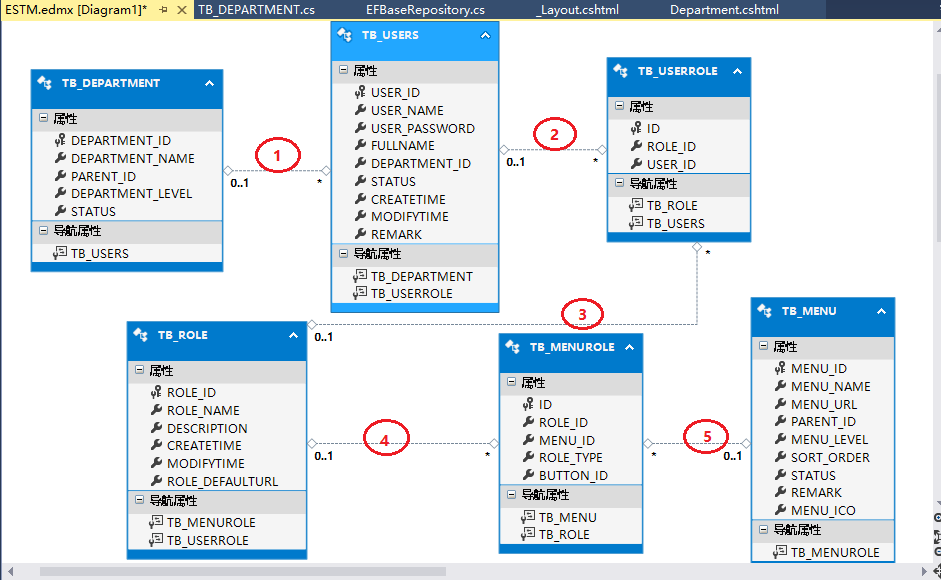 ESTM.edmx [Diagram1]*
TB_DEPARTMENT.cs
EFBaseRepository.cs
_Layout.cshtml
Department.cshtml
TB_DEPARTMENT
属性
DEPARTMENT_ID
DEPARTMENT_NAME
PARENT_ID
DEPARTMENT_LEVEL
STATUS
导航属性
TB_USERS
1
0..1
*
TB_USERS
属性
USER_ID
USER_NAME
USER_PASSWORD
FULLNAME
DEPARTMENT_ID
STATUS
CREATETIME
MODIFYTIME
REMARK
导航属性
TB_DEPARTMENT
TB_USERROLE
2
0..1
*
TB_USERROLE
属性
ID
ROLE_ID
USER_ID
导航属性
TB_ROLE
TB_USERS
*
3
0..1
TB_ROLE
属性
ROLE_ID
ROLE_NAME
DESCRIPTION
CREATETIME
MODIFYTIME
ROLE_DEFAULTURL
导航属性
TB_MENUROLE
TB_USERROLE
4
0..1
*
TB_MENUROLE
属性
ID
ROLE_ID
MENU_ID
ROLE_TYPE
BUTTON_ID
导航属性
TB_MENU
TB_ROLE
5
*
0..1
TB_MENU
属性
MENU_ID
MENU_NAME
MENU_URL
PARENT_ID
MENU_LEVEL
SORT_ORDER
STATUS
REMARK
MENU_ICO
导航属性
TB_MENUROLE